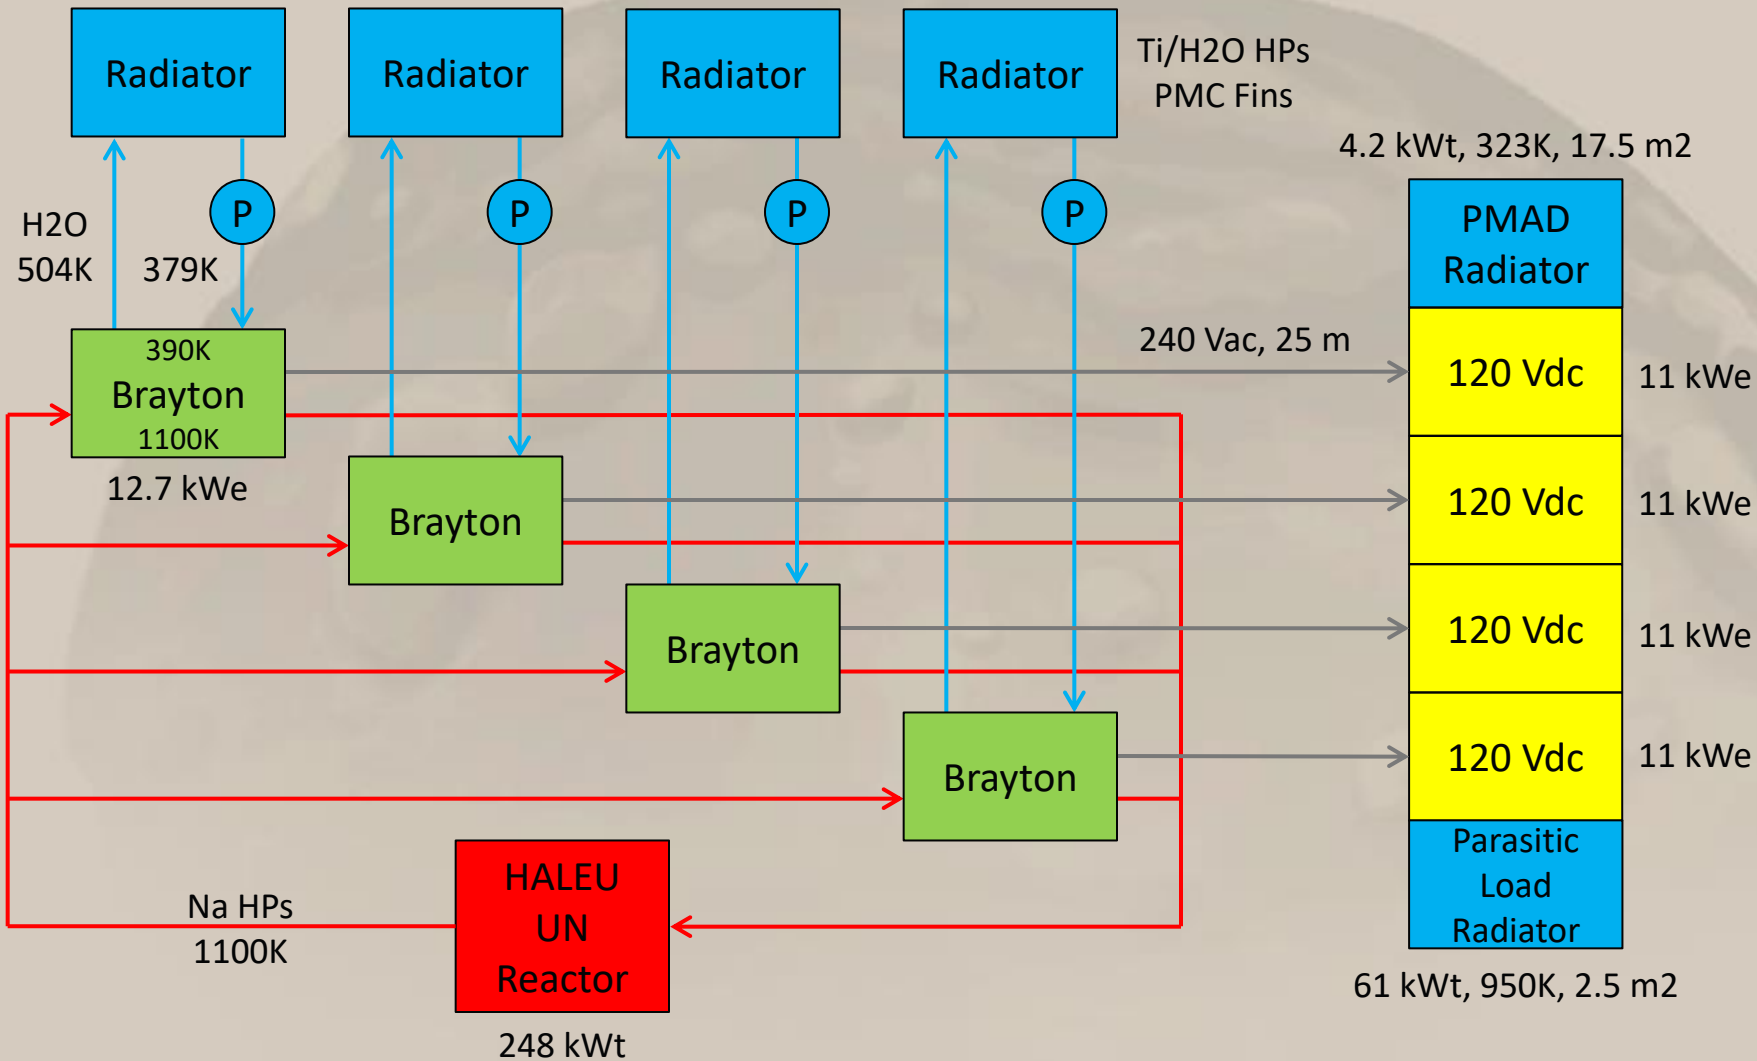 Radiator
Radiator
Radiator
Radiator
Ti/H2O HPs
PMC Fins
4.2 kWt, 323K, 17.5 m2
P
P
P
P
H2O
504K
379K
PMAD
Radiator
390K
Brayton
1100K
12.7 kWe
240 Vac, 25 m
120 Vdc
11 kWe
Brayton
120 Vdc
11 kWe
Brayton
120 Vdc
11 kWe
Brayton
120 Vdc
11 kWe
HALEU
UN
Reactor
248 kWt
Na HPs
1100K
Parasitic
Load
Radiator
61 kWt, 950K, 2.5 m2